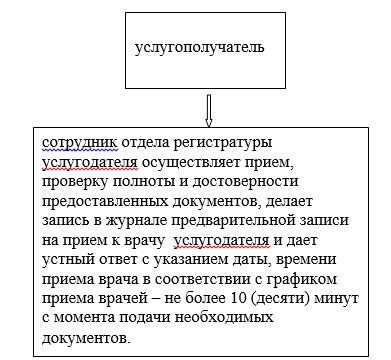 услугополучатель
сотрудник отдела регистратуры
услугодателя осуществляет прием,
проверку полноты и достоверности
предоставленных документов, делает
запись в журнале предварительной записи
на прием к врачу услугодателя и дает
устный ответ с указанием даты, времени
приема врача в соответствии с графиком
приема врачей – не более 10 (десяти) минут
с момента подачи необходимых
документов.